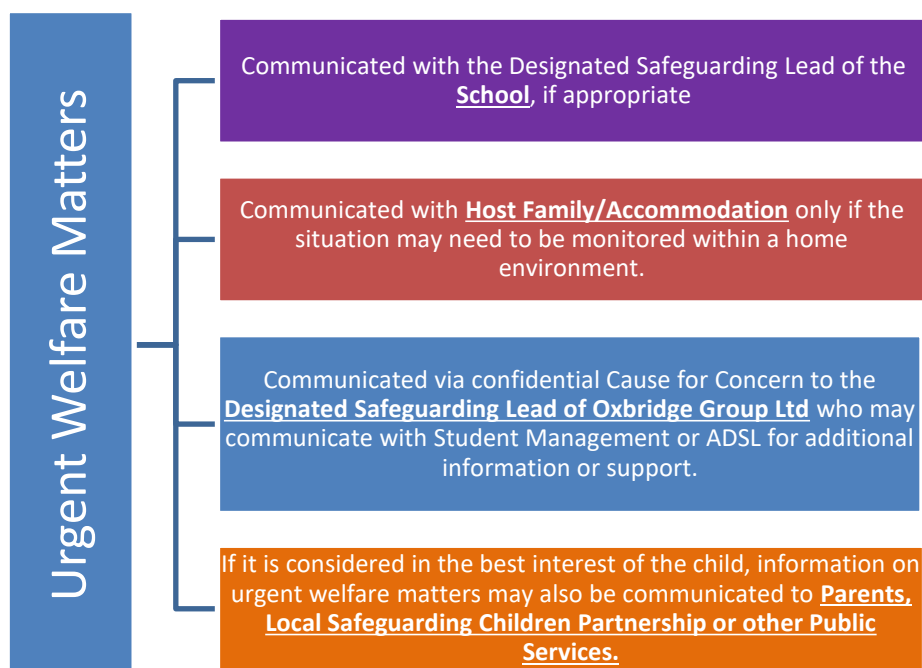 Urgent Welfare Matters
Communicated with the Designated Safeguarding Lead of the
School, if appropriate
Communicated with Host Family/Accommodation only if the
situation may need to be monitored within a home
environment.
Communicated via confidential Cause for Concern to the
Designated Safeguarding Lead of Oxbridge Group Ltd who may
communicate with Student Management or ADSL for additional
information or support.
If it is considered in the best interest of the child, information on
urgent welfare matters may also be communicated to Parents,
Local Safeguarding Children Partnership or other Public
Services.